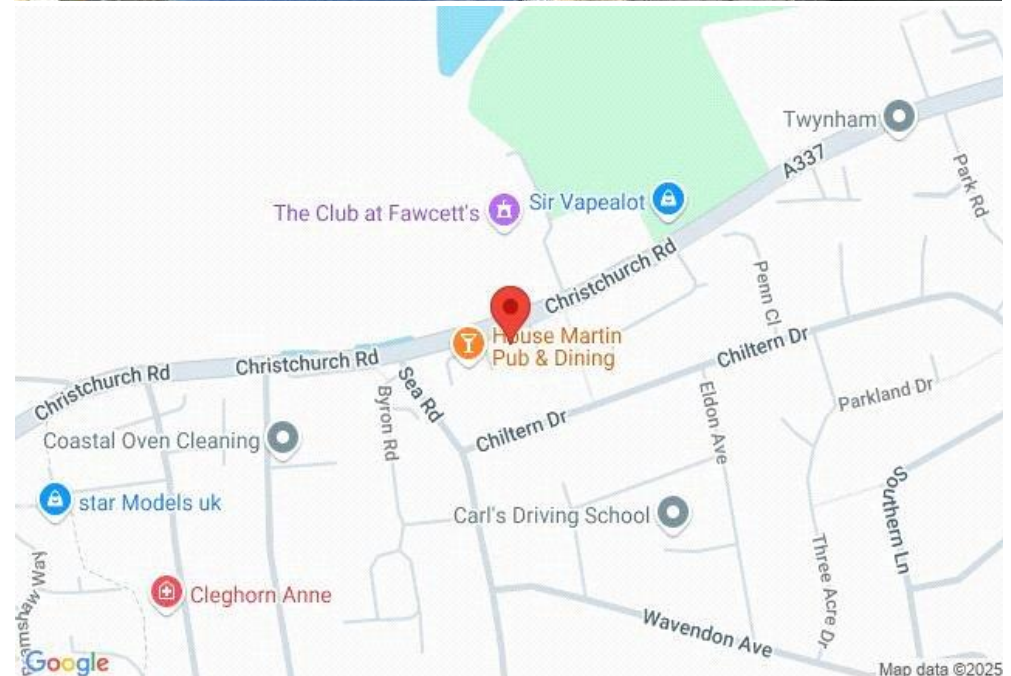 Twynham
A337
Park Rd
The Club at Fawcett's
Sir Vapealot
Christchurch Rd
Penn Cl
House Martin
Pub & Dining
Christchurch Rd
Chiltern Dr
Christchurch Rd
Sea Rd
Byron Rd
Eldon Ave
Parkland Dr
Coastal Oven Cleaning
Chiltern Dr
Southern Ln
star Models uk
Carl's Driving School
Three Acre Dr
Cleghorn Anne
Wavendon Ave
Google
Map data ©2025